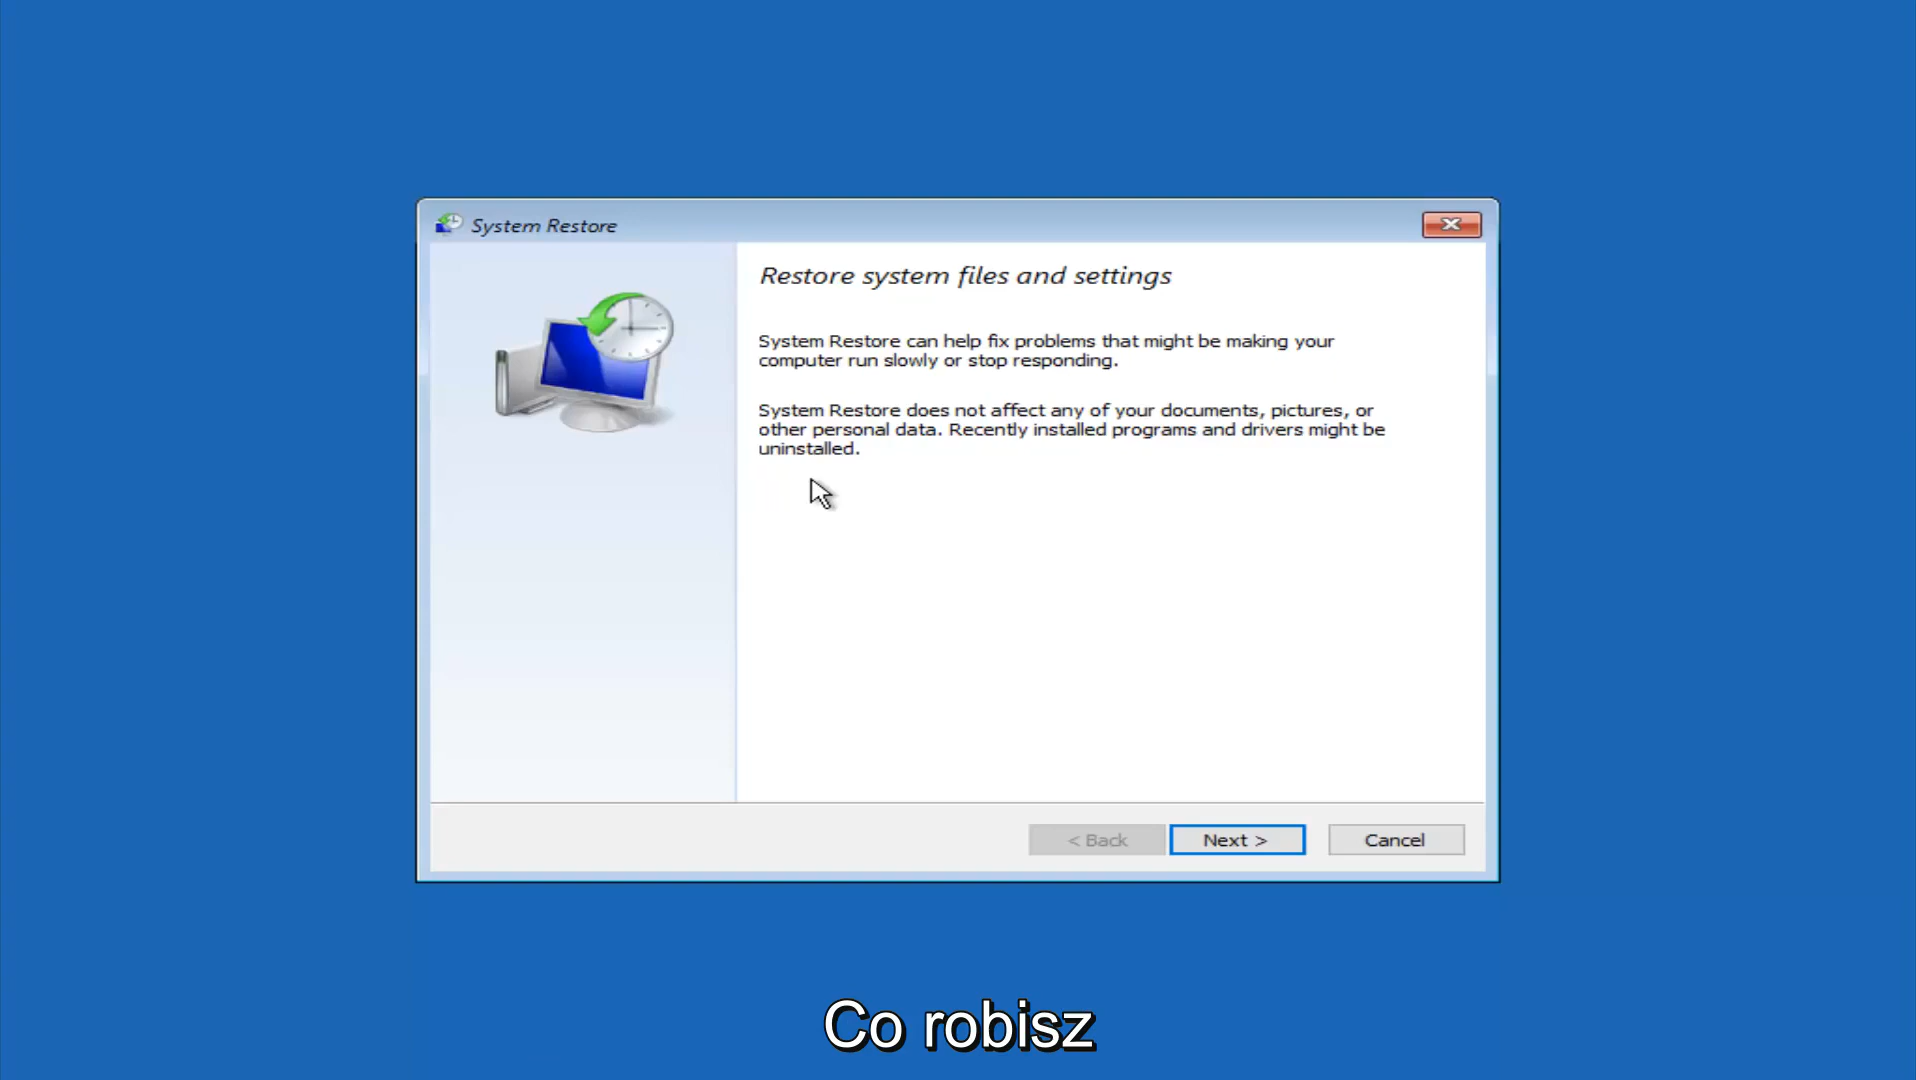 System Restore
Restore system files and settings
System Restore can help fix problems that might be making your
computer run slowly or stop responding.
System Restore does not affect any of your documents, pictures, or
other personal data. Recently installed programs and drivers might be
uninstalled.
< Back
Next >
Cancel
Co robisz